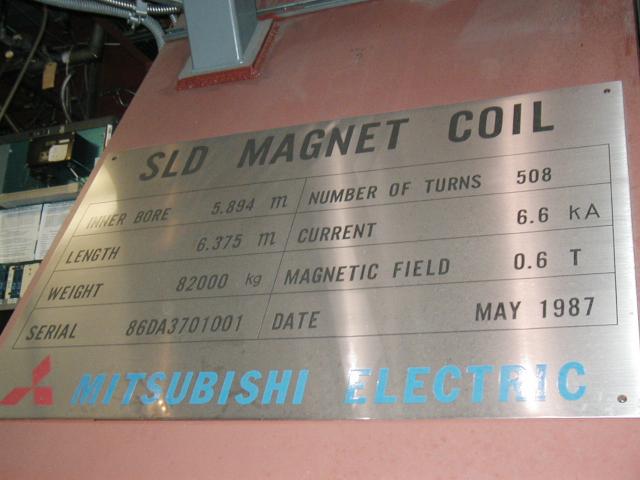 SLD MAGNET COIL
INNER BORE 5.894 m NUMBER OF TURNS 508
LENGTH 6.375 m CURRENT 6.6 kA
WEIGHT 82000 kg MAGNETIC FIELD 0.6 T
SERIAL 86DA3701001 DATE MAY 1987
MITSUBISHI ELECTRIC